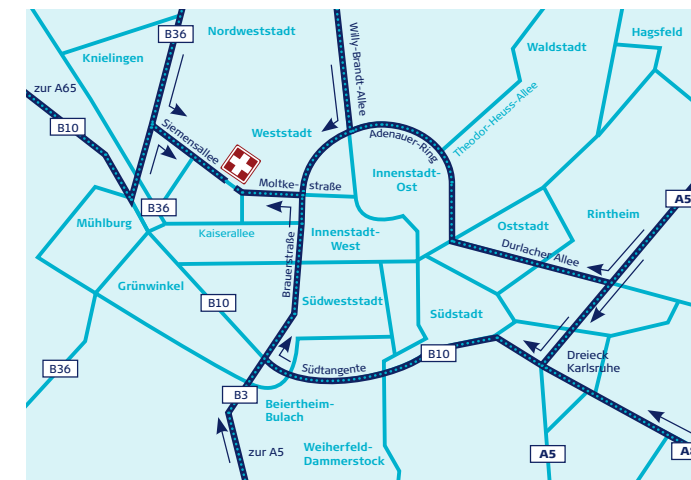 B36
Nordweststadt
Willy-Brandt-Allee
Waldstadt
Hagsfeld
Knielingen
zur A65
B10
Siemensallee
Weststadt
Adenauer-Ring
Theodor-Heuss-Allee
Moltke-
straße
Innenstadt-
Ost
A5
B36
Mühlburg
Kaiserallee
Brauerstraße
Innenstadt-
West
Oststadt
Rintheim
Durlacher Allee
Grünwinkel
B10
Südweststadt
Südstadt
B36
Südtangente
B10
Dreieck
Karlsruhe
B3
Beiertheim-
Bulach
zur A5
Weiherfeld-
Dammerstock
A5